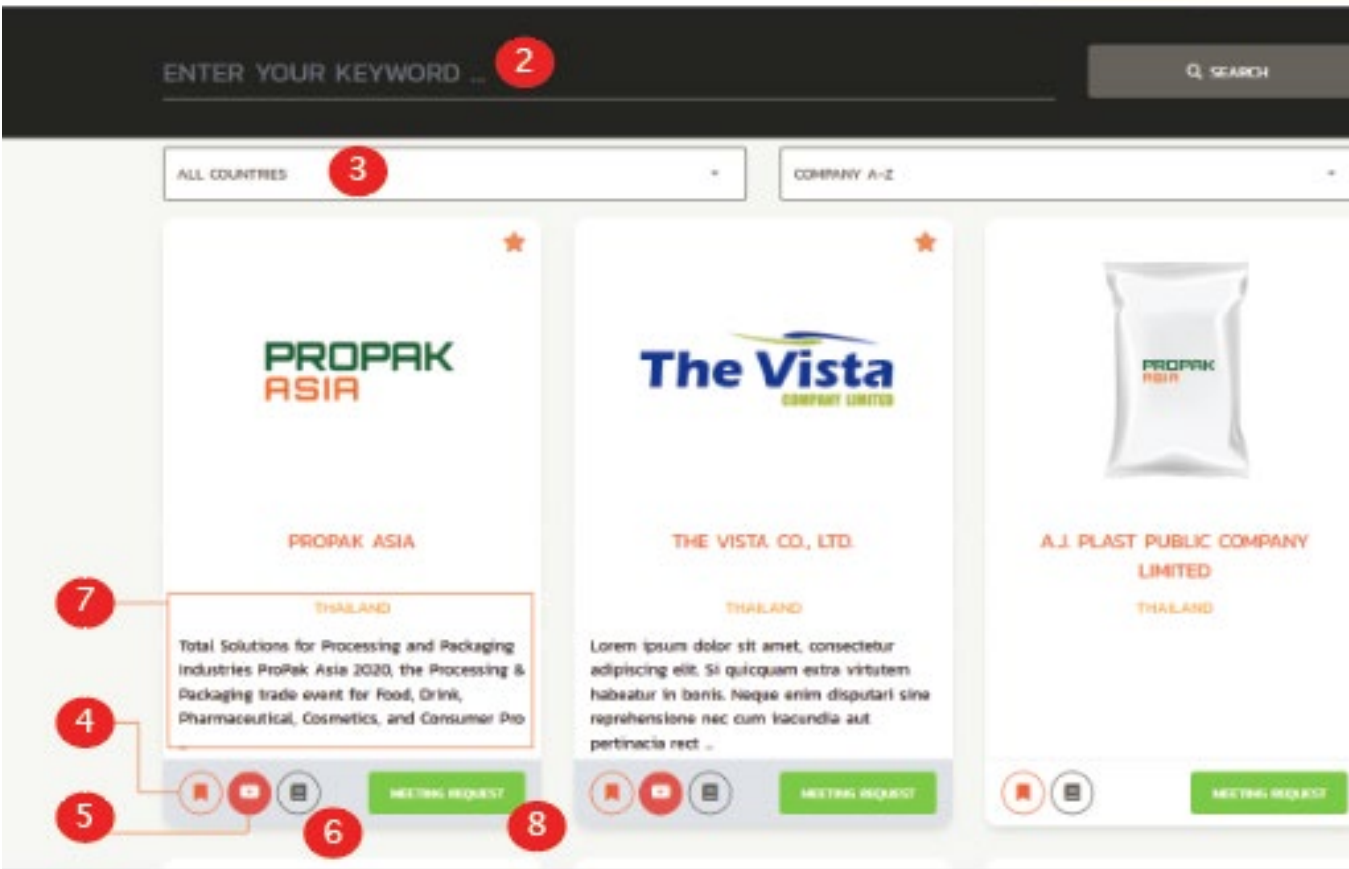 ENTER YOUR KEYWORD ...
2
SEARCH
ALL COUNTRIES
3
COMPANY A-Z
PROPAK
ASIA
The Vista
COMPANY LIMITED
PROPAK
ASIA
PROPAK ASIA
THE VISTA CO., LTD.
A.J. PLAST PUBLIC COMPANY
LIMITED
7
THAILAND
THAILAND
THAILAND
Total Solutions for Processing and Packaging
Industries ProPak Asia 2020, the Processing &
Packaging trade event for Food, Drink,
Pharmaceutical, Cosmetics, and Consumer Pro
...
Lorem ipsum dolor sit amet, consectetur
adipiscing elit. Si quicquam extra virtutem
habeatur in bonis. Neque enim disputari sine
reprehensione nec cum iracundia aut
pertinacia rect ...
4
MEETING REQUEST
MEETING REQUEST
MEETING REQUEST
5
6
8